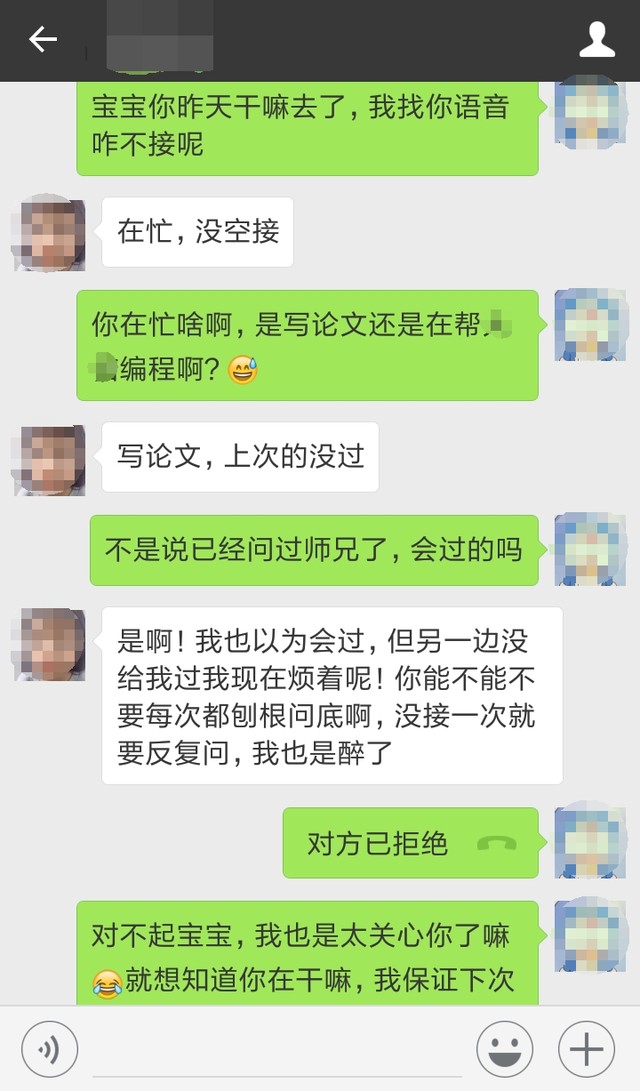 宝宝你昨天干嘛去了，我找你语音
咋不接呢
在忙，没空接
你在忙啥啊，是写论文还是在帮
编程啊？😅
写论文，上次的没过
不是说已经问过师兄了，会过的吗
是啊！我也以为会过，但另一边没
给我过我现在烦着呢！你能不能不
要每次都刨根问底啊，没接一次就
要反复问，我也是醉了
对方已拒绝
对不起宝宝，我也是太关心你了嘛
😂就想知道你在干嘛，我保证下次